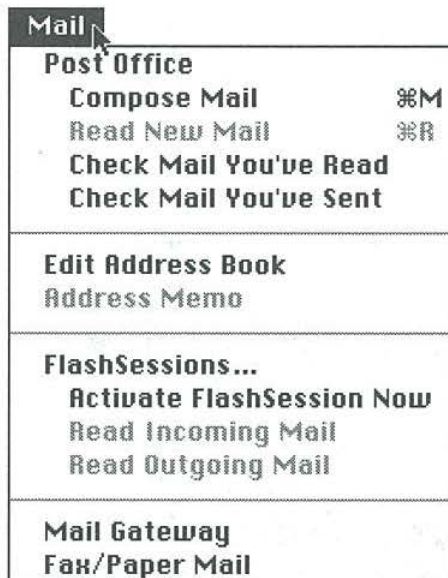 Mail
Post Office
Compose Mail ⌘M
Read New Mail ⌘R
Check Mail You've Read
Check Mail You've Sent
Edit Address Book
Address Memo
FlashSessions...
Activate FlashSession Now
Read Incoming Mail
Read Outgoing Mail
Mail Gateway
Fax/Paper Mail